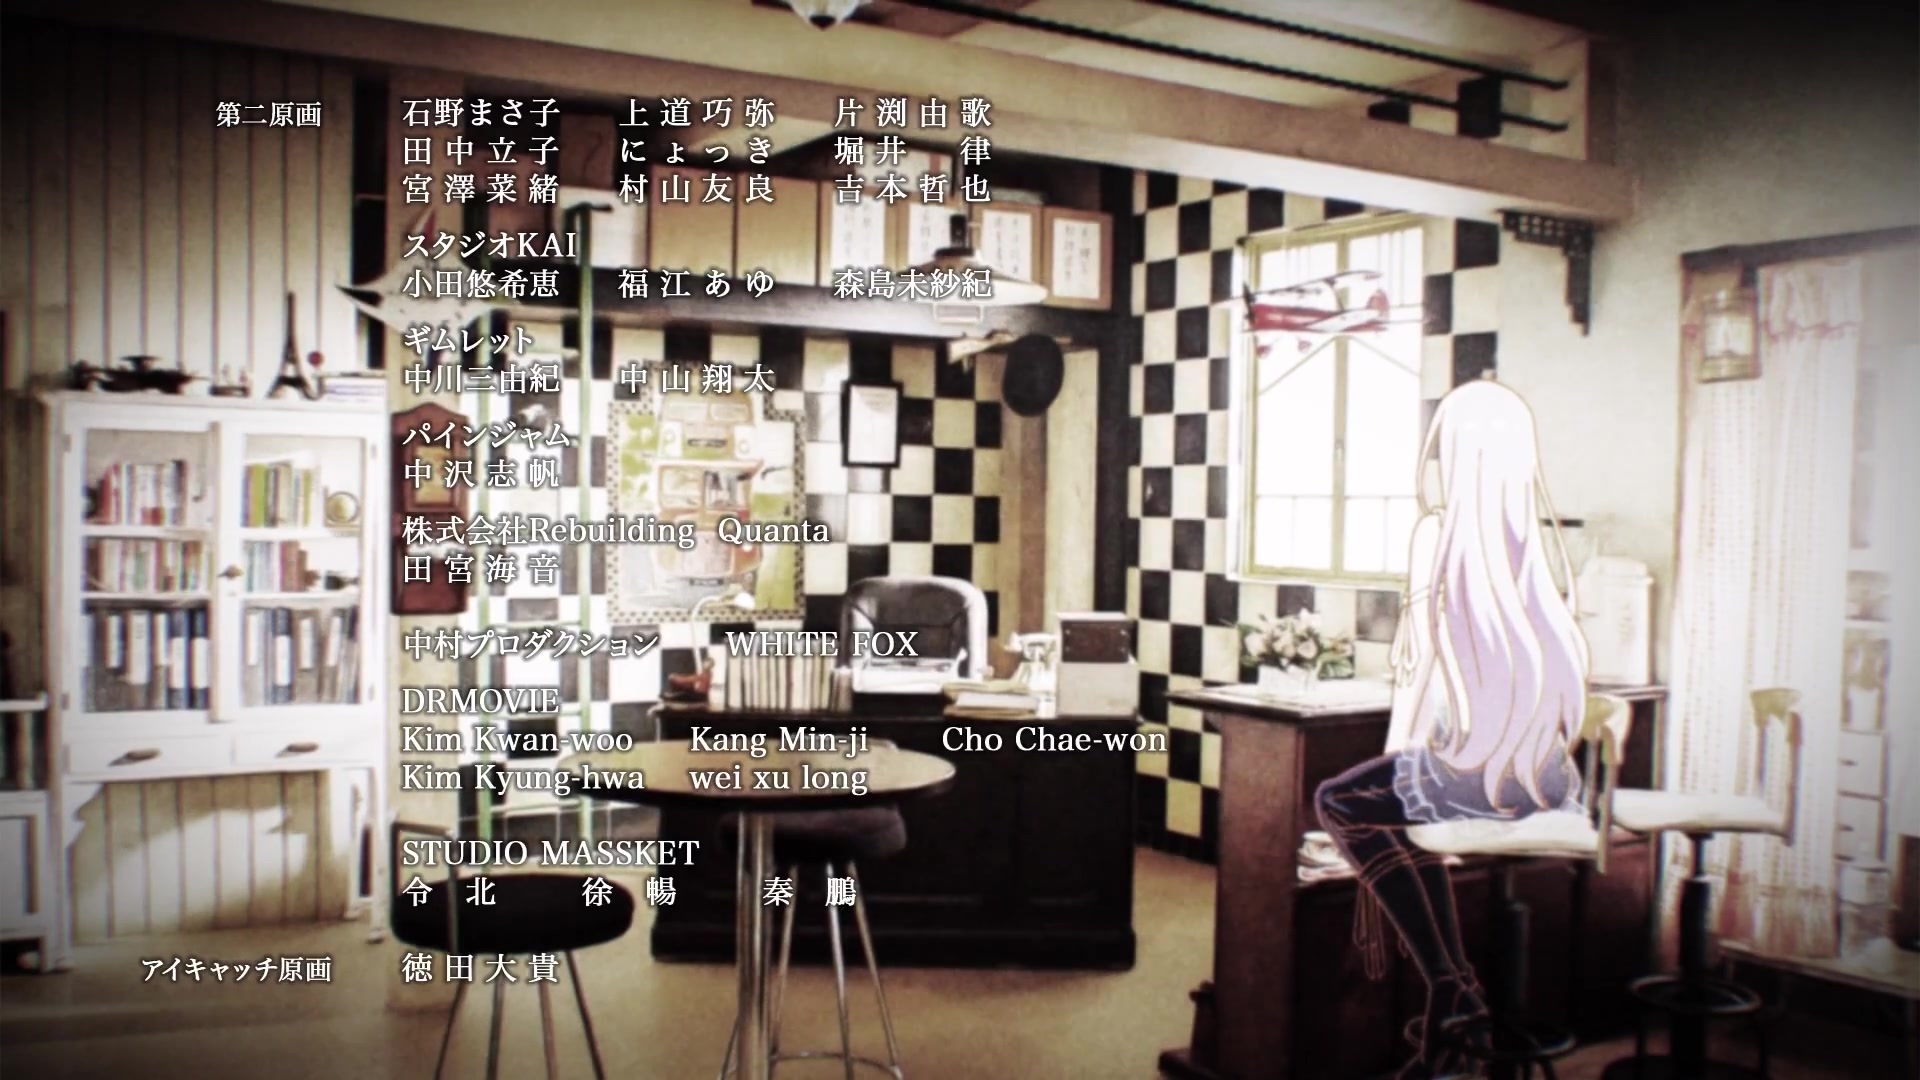 第二原画 石野まさ子 上道巧弥 片渕由歌
田中立子 にょっき 堀井 律
宮澤菜緒 村山友良 吉本哲也
スタジオKAI
小田悠希恵 福江あゆ 森島未紗紀
ギムレット
中川三由紀 中山翔太
パインジャム
中沢志帆
株式会社Rebuilding Quanta
田宮海音
中村プロダクション WHITE FOX
DRMOVIE
Kim Kwan-woo Kang Min-ji Cho Chae-won
Kim Kyung-hwa wei xu long
STUDIO MASSKET
令 北 徐 暢 秦 鵬
アイキャッチ原画 徳田大貴